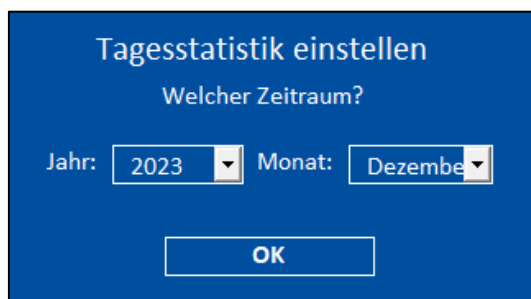 Tagesstatistik einstellen
Welcher Zeitraum?
Jahr: 2023 Monat: Dezembe
OK